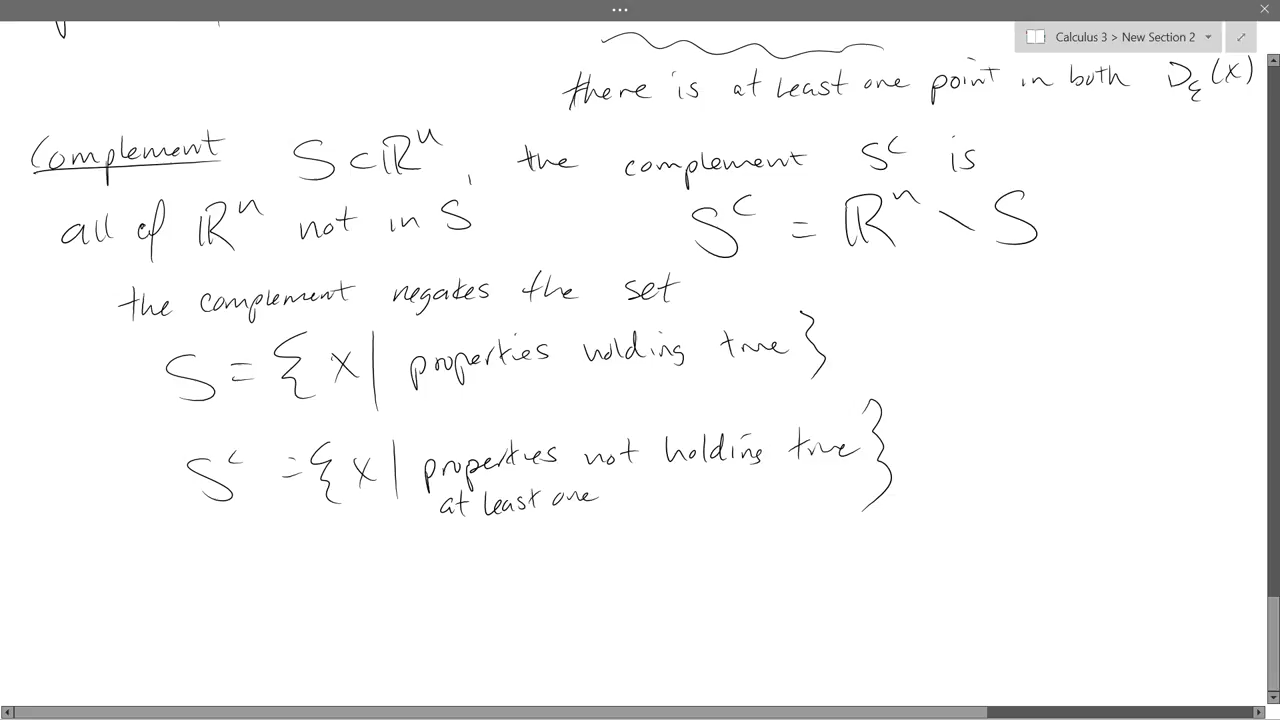 Calculus 3 > New Section 2
there is at least one point in both D_ε(x)
Complement S ⊂ ℝⁿ, the complement Sᶜ is
all of ℝⁿ not in S Sᶜ = ℝⁿ \ S
the complement negates the set
S = { x | properties holding true }
Sᶜ = { x | properties not holding true }
at least one